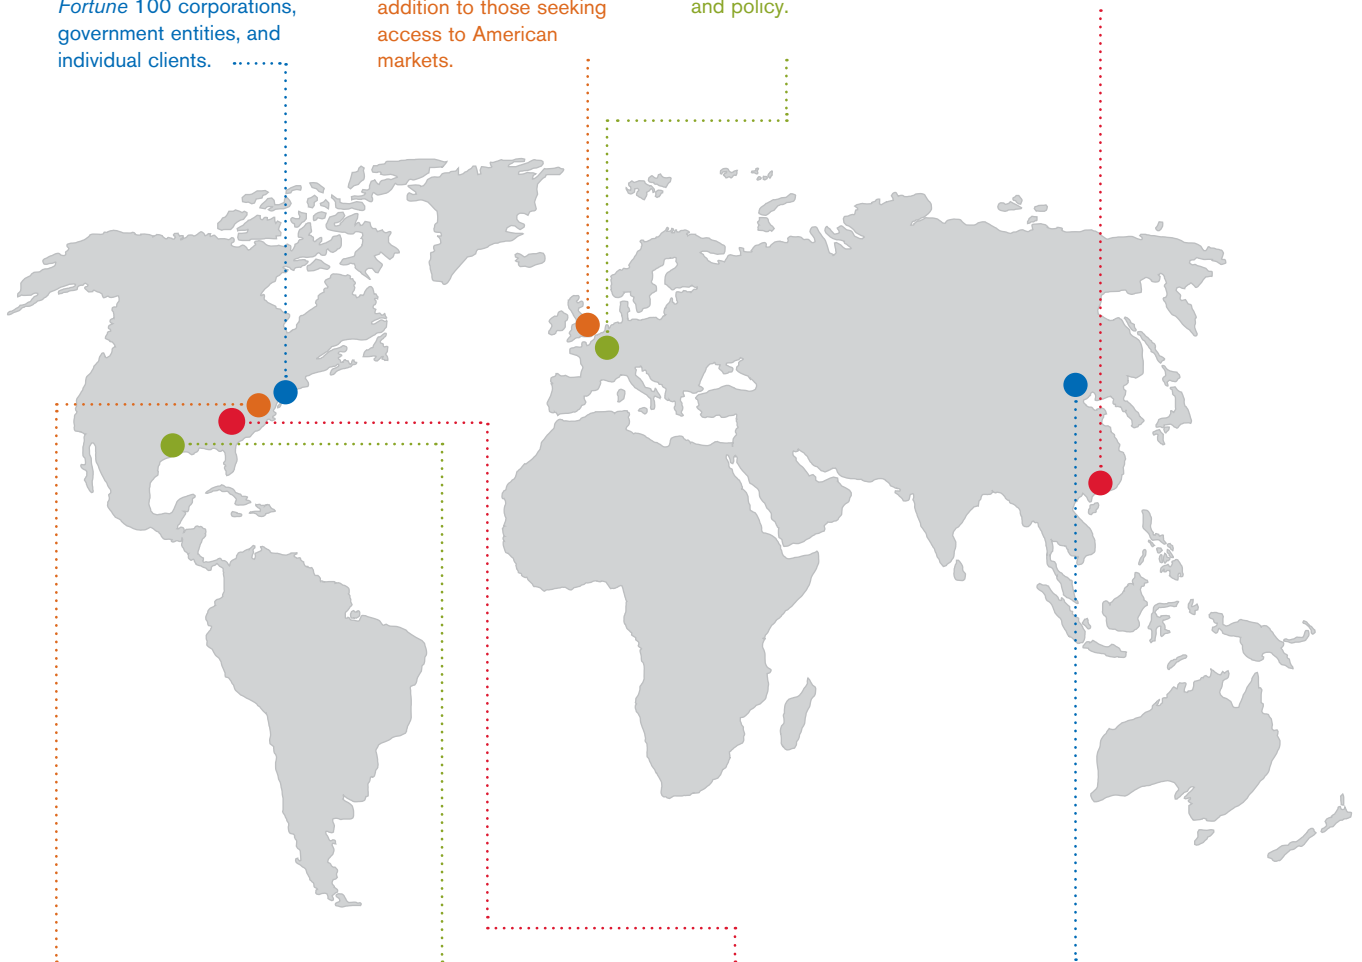 Fortune 100 corporations,
government entities, and
individual clients.
addition to those seeking
access to American
markets.
and policy.